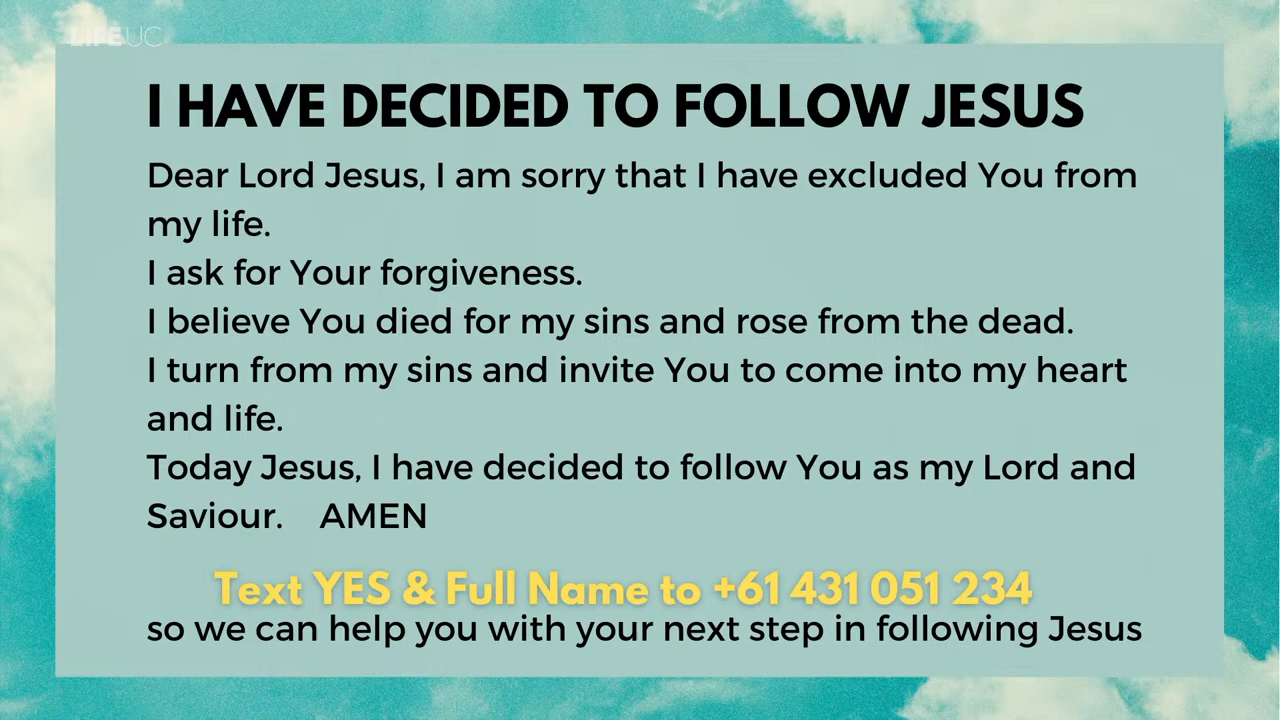 LIFEUC
I HAVE DECIDED TO FOLLOW JESUS
Dear Lord Jesus, I am sorry that I have excluded You from
my life.
I ask for Your forgiveness.
I believe You died for my sins and rose from the dead.
I turn from my sins and invite You to come into my heart
and life.
Today Jesus, I have decided to follow You as my Lord and
Saviour. AMEN
Text YES & Full Name to +61 431 051 234
so we can help you with your next step in following Jesus